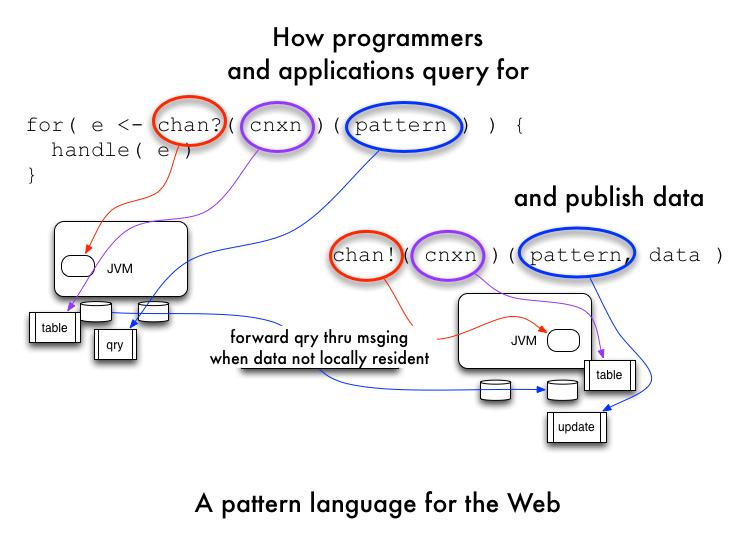 How programmers
and applications query for
for( e <- chan?( cnxn )( pattern ) ) {
handle( e )
}
and publish data
chan!( cnxn )( pattern, data )
JVM
table
qry
forward qry thru msging
when data not locally resident
JVM
table
update
A pattern language for the Web